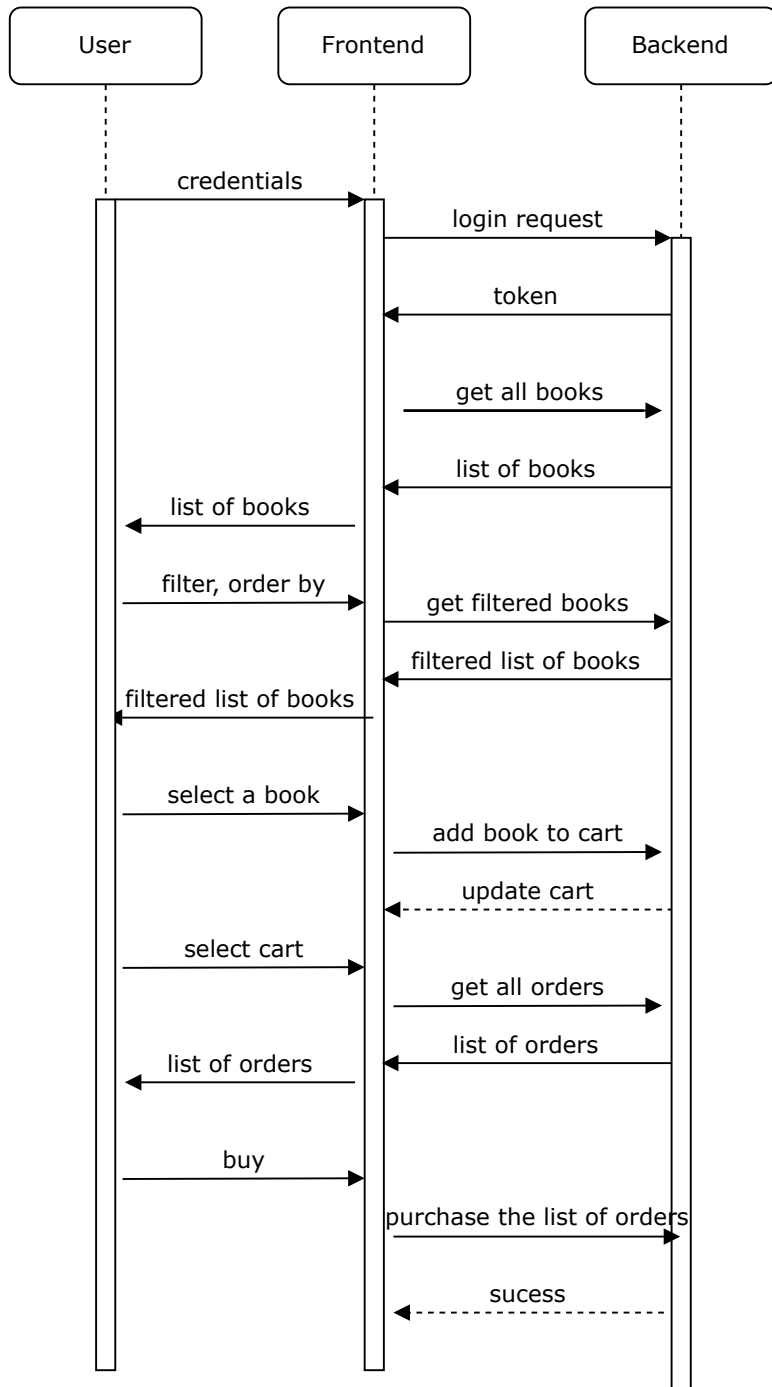 User
Frontend
Backend
credentials
login request
token
get all books
list of books
list of books
filter, order by
get filtered books
filtered list of books
filtered list of books
select a book
add book to cart
update cart
select cart
get all orders
list of orders
list of orders
buy
purchase the list of orders
sucess